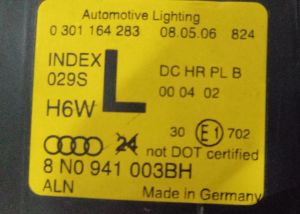 Automotive Lighting
0 301 164 283 08.05.06 824
INDEX L DC HR PL B
029S 00 04 02
H6W
24 30 E1 702
not DOT certified
8 N0 941 003BH
ALN Made in Germany